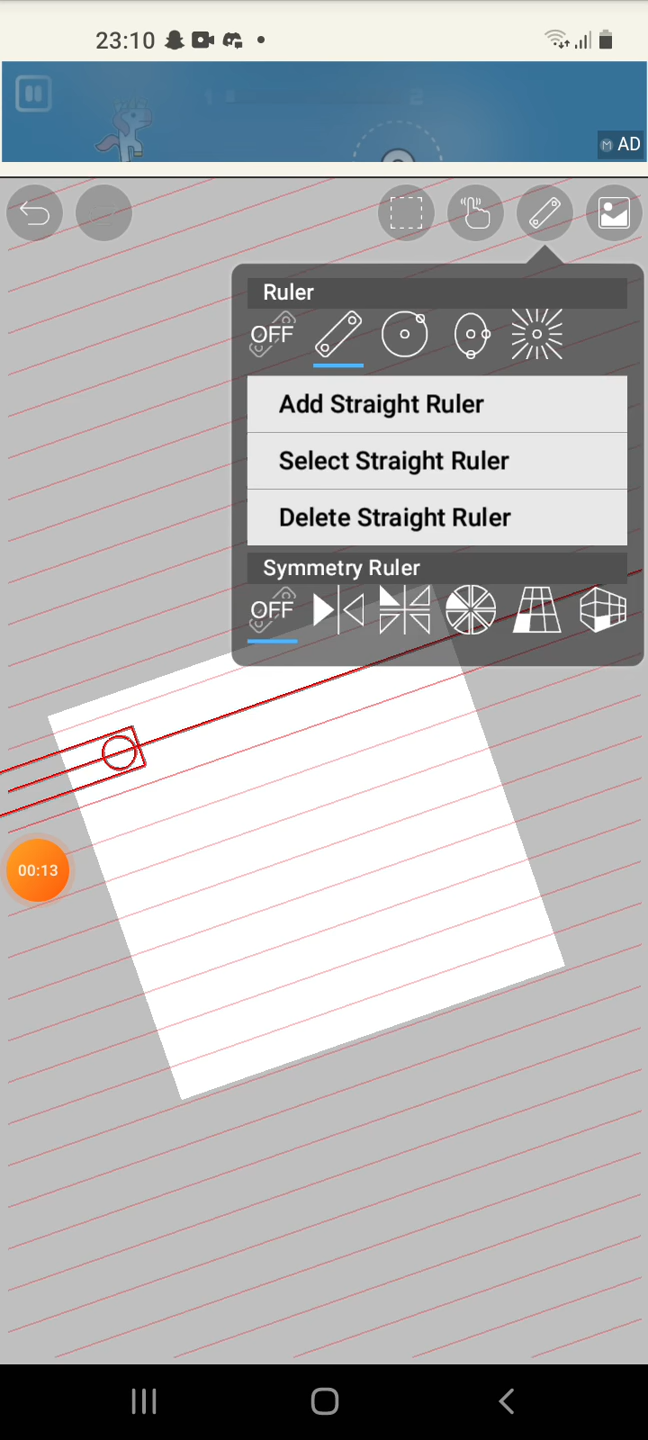 23:10
AD
Ruler
OFF
Add Straight Ruler
Select Straight Ruler
Delete Straight Ruler
Symmetry Ruler
OFF
00:13